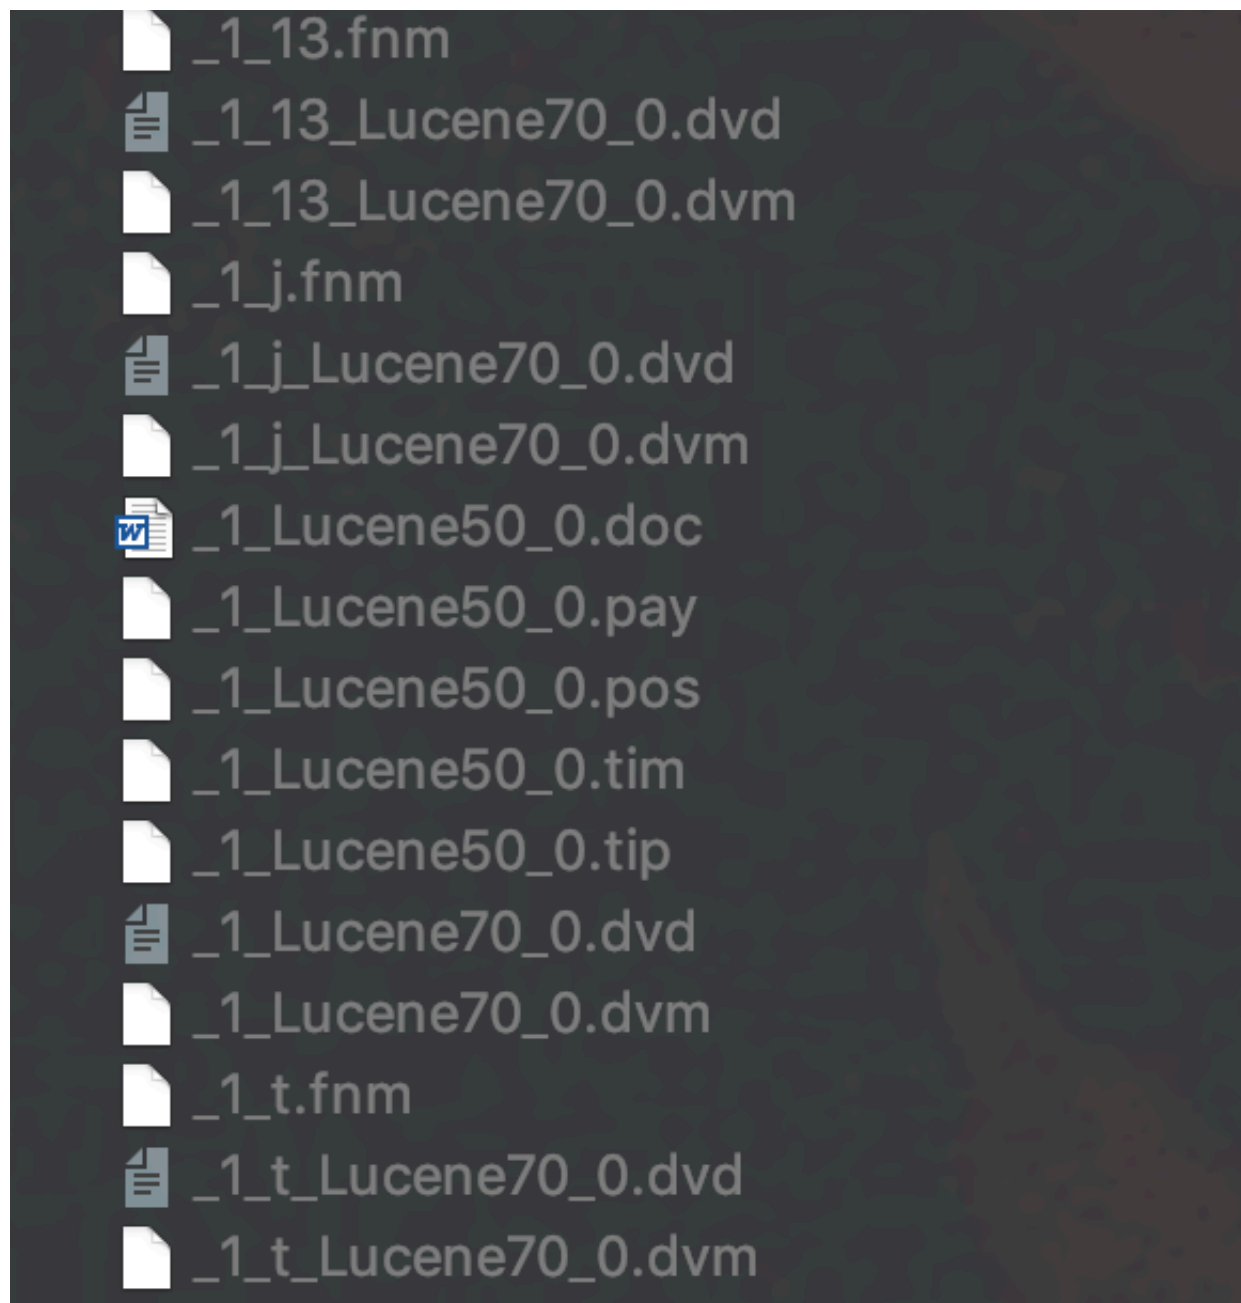 _1_13.fnm
_1_13_Lucene70_0.dvd
_1_13_Lucene70_0.dvm
_1_j.fnm
_1_j_Lucene70_0.dvd
_1_j_Lucene70_0.dvm
_1_Lucene50_0.doc
_1_Lucene50_0.pay
_1_Lucene50_0.pos
_1_Lucene50_0.tim
_1_Lucene50_0.tip
_1_Lucene70_0.dvd
_1_Lucene70_0.dvm
_1_t.fnm
_1_t_Lucene70_0.dvd
_1_t_Lucene70_0.dvm